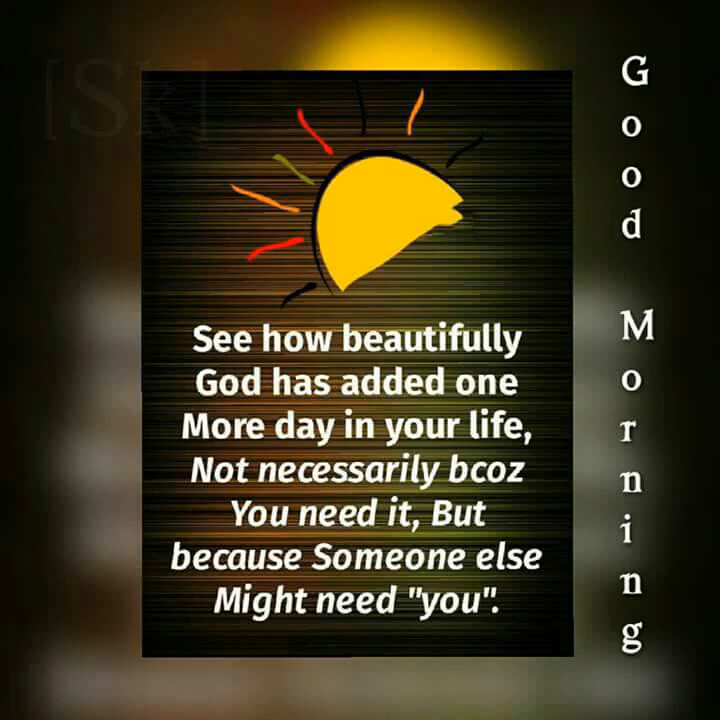 [Sk]
See how beautifully
God has added one
More day in your life,
Not necessarily bcoz
You need it, But
because Someone else
Might need "you".
Good Morning